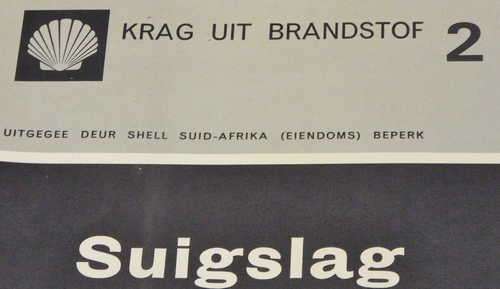 KRAG UIT BRANDSTOF 2
UITGEGEE DEUR SHELL SUID-AFRIKA (EIENDOMS) BEPERK
Suigslag